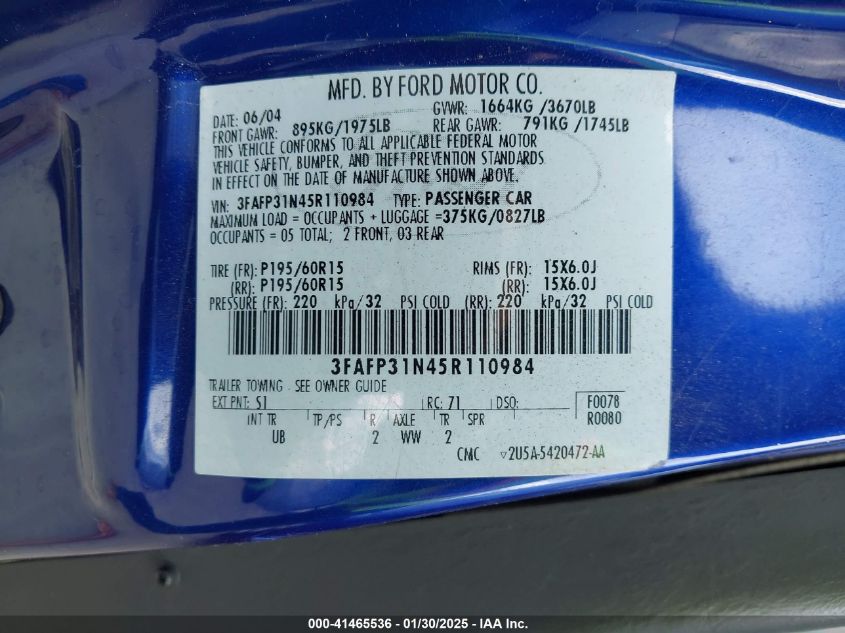 MFD. BY FORD MOTOR CO.
DATE: 06/04 GVWR: 1664KG /3670LB
FRONT GAWR: 895KG/1975LB REAR GAWR: 791KG /1745LB
THIS VEHICLE CONFORMS TO ALL APPLICABLE FEDERAL MOTOR
VEHICLE SAFETY, BUMPER, AND THEFT PREVENTION STANDARDS
IN EFFECT ON THE DATE OF MANUFACTURE SHOWN ABOVE.
VIN: 3FAFP31N45R110984 TYPE: PASSENGER CAR
MAXIMUM LOAD = OCCUPANTS + LUGGAGE =375KG/0827LB
OCCUPANTS = 05 TOTAL; 2 FRONT, 03 REAR
TIRE (FR): P195/60R15 RIMS (FR): 15X6.0J
(RR): P195/60R15 (RR): 15X6.0J
PRESSURE (FR): 220 kPa/32 PSI COLD (RR): 220 kPa/32 PSI COLD
3FAFP31N45R110984
TRAILER TOWING - SEE OWNER GUIDE
EXT PNT: S1 RC: 71 DSO: F0078
INT TR TP/PS R AXLE TR SPR R0080
UB 2 WW 2
CMC ▽2U5A-5420472-AA
000-41465536 - 01/30/2025 - IAA Inc.